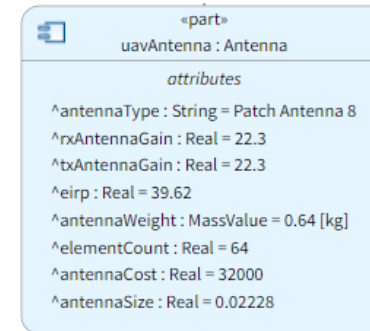 «part»
uavAntenna : Antenna
attributes
^antennaType : String = Patch Antenna 8
^rxAntennaGain : Real = 22.3
^txAntennaGain : Real = 22.3
^eirp : Real = 39.62
^antennaWeight : MassValue = 0.64 [kg]
^elementCount : Real = 64
^antennaCost : Real = 32000
^antennaSize : Real = 0.02228